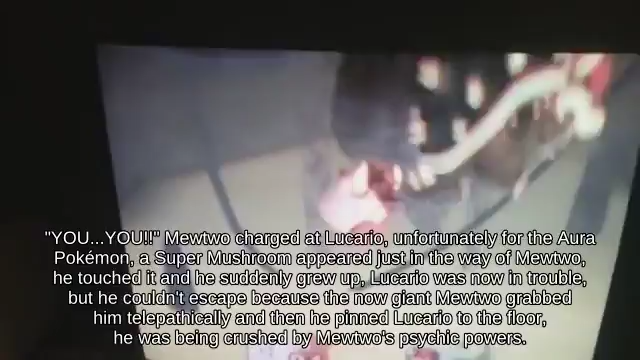 "YOU...YOU!!" Mewtwo charged at Lucario, unfortunately for the Aura
Pokémon, a Super Mushroom appeared just in the way of Mewtwo,
he touched it and he suddenly grew up, Lucario was now in trouble,
but he couldn't escape because the now giant Mewtwo grabbed
him telepathically and then he pinned Lucario to the floor,
he was being crushed by Mewtwo's psychic powers.